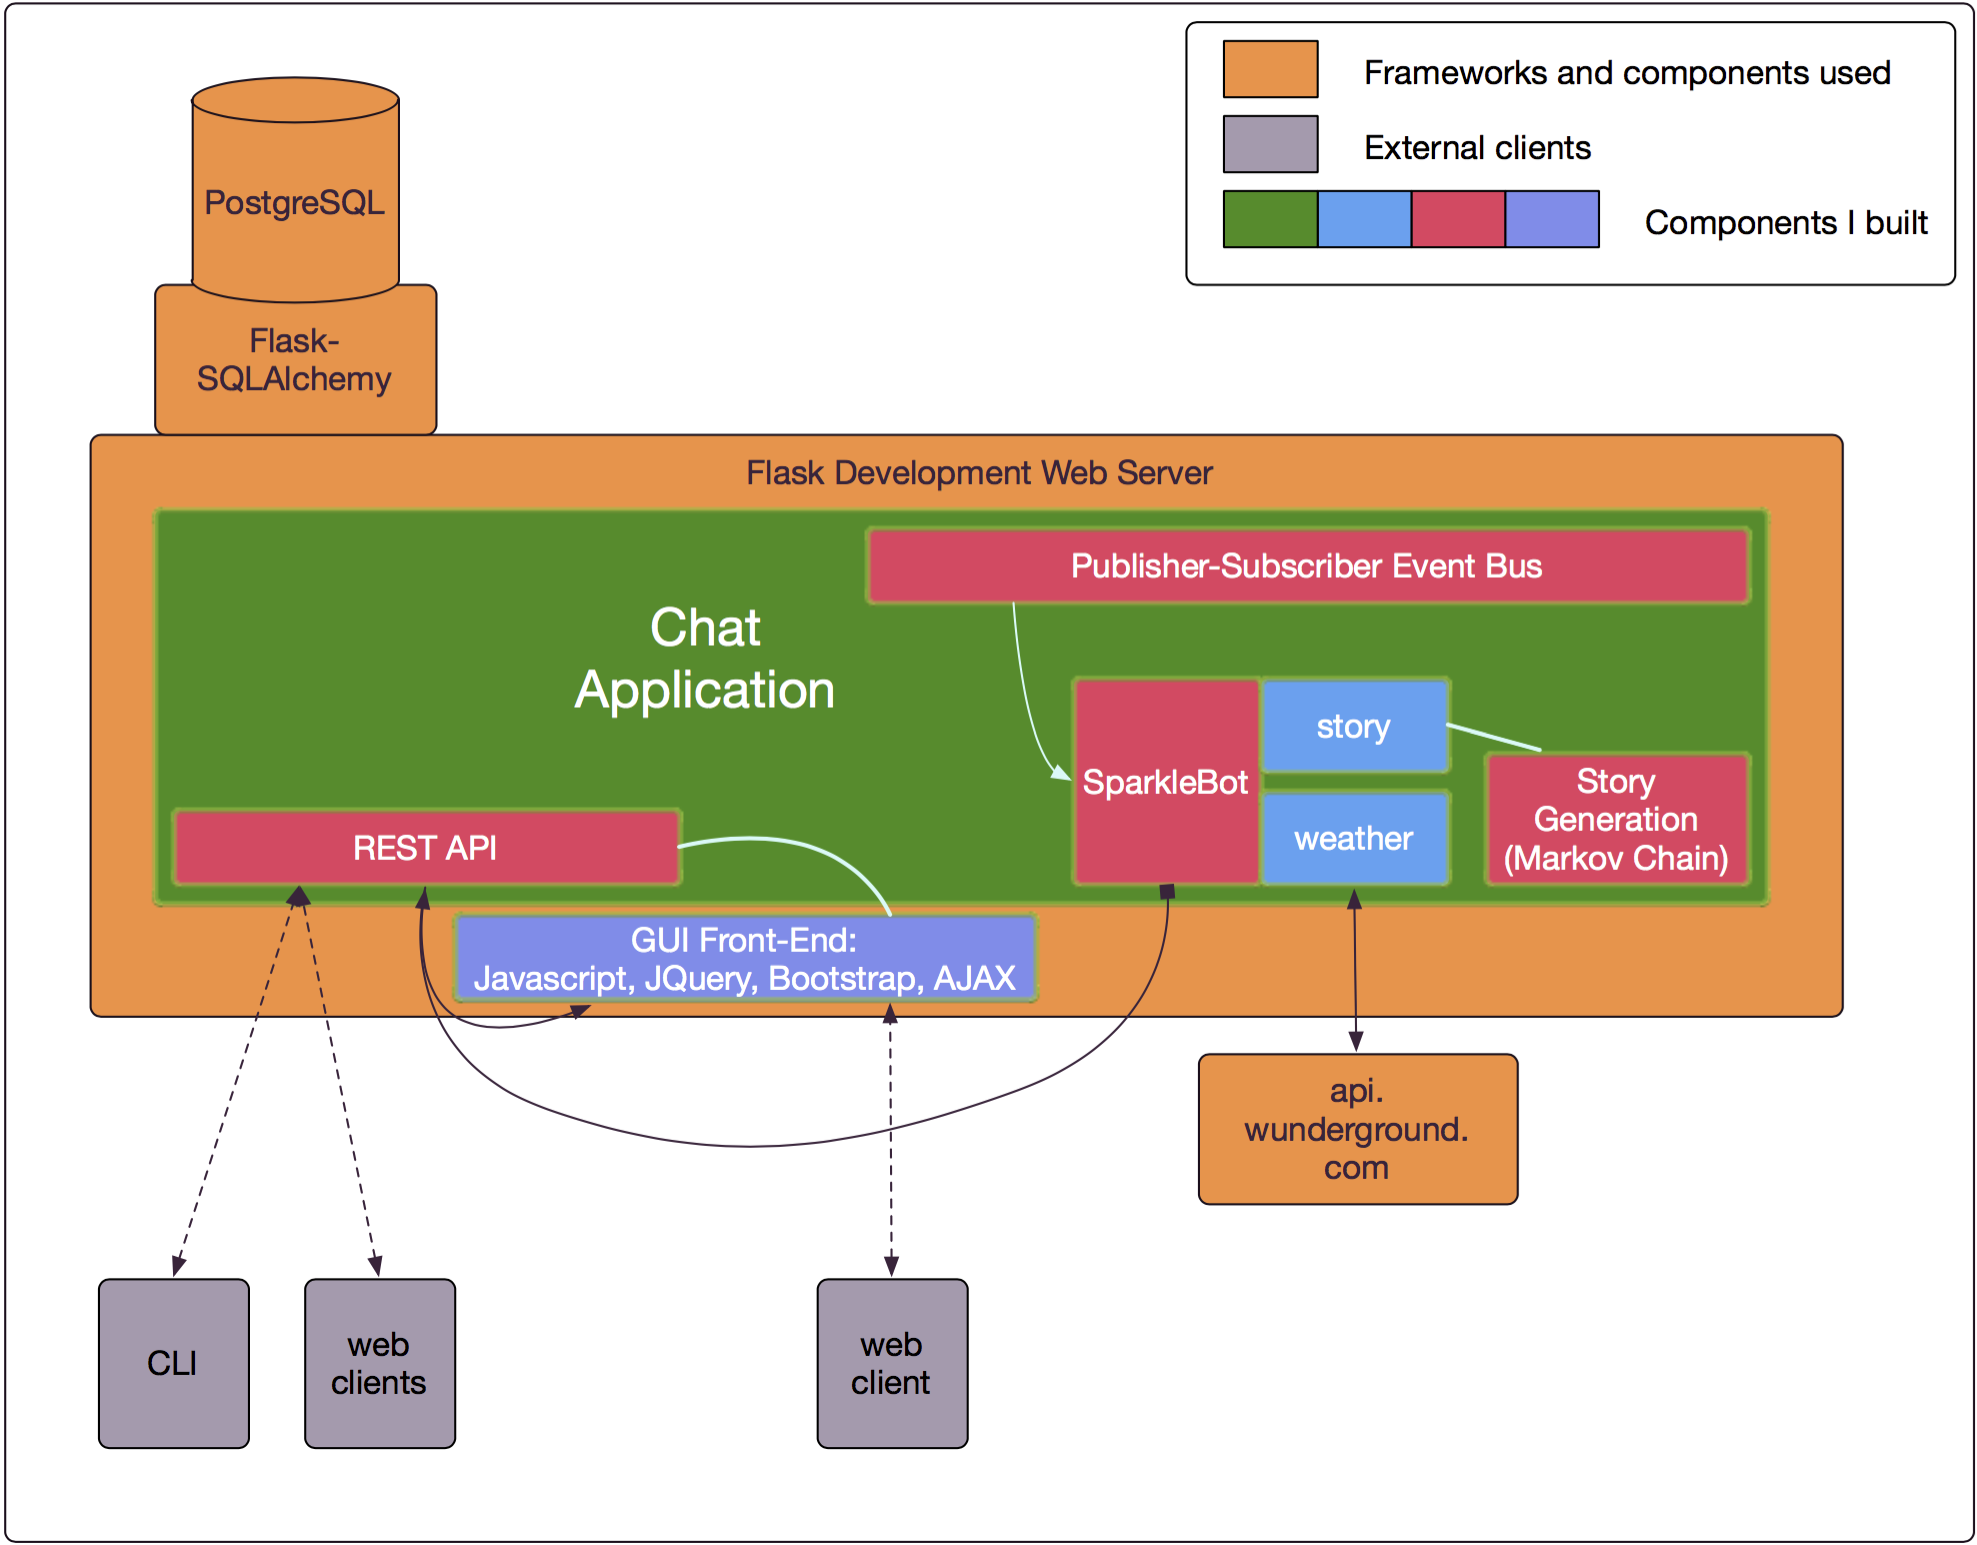 Frameworks and components used
External clients
Components I built
PostgreSQL
Flask-
SQLAlchemy
Flask Development Web Server
Publisher-Subscriber Event Bus
Chat
Application
story
SparkleBot
weather
Story
Generation
(Markov Chain)
REST API
GUI Front-End:
Javascript, JQuery, Bootstrap, AJAX
api.
wunderground.
com
CLI
web
clients
web
client